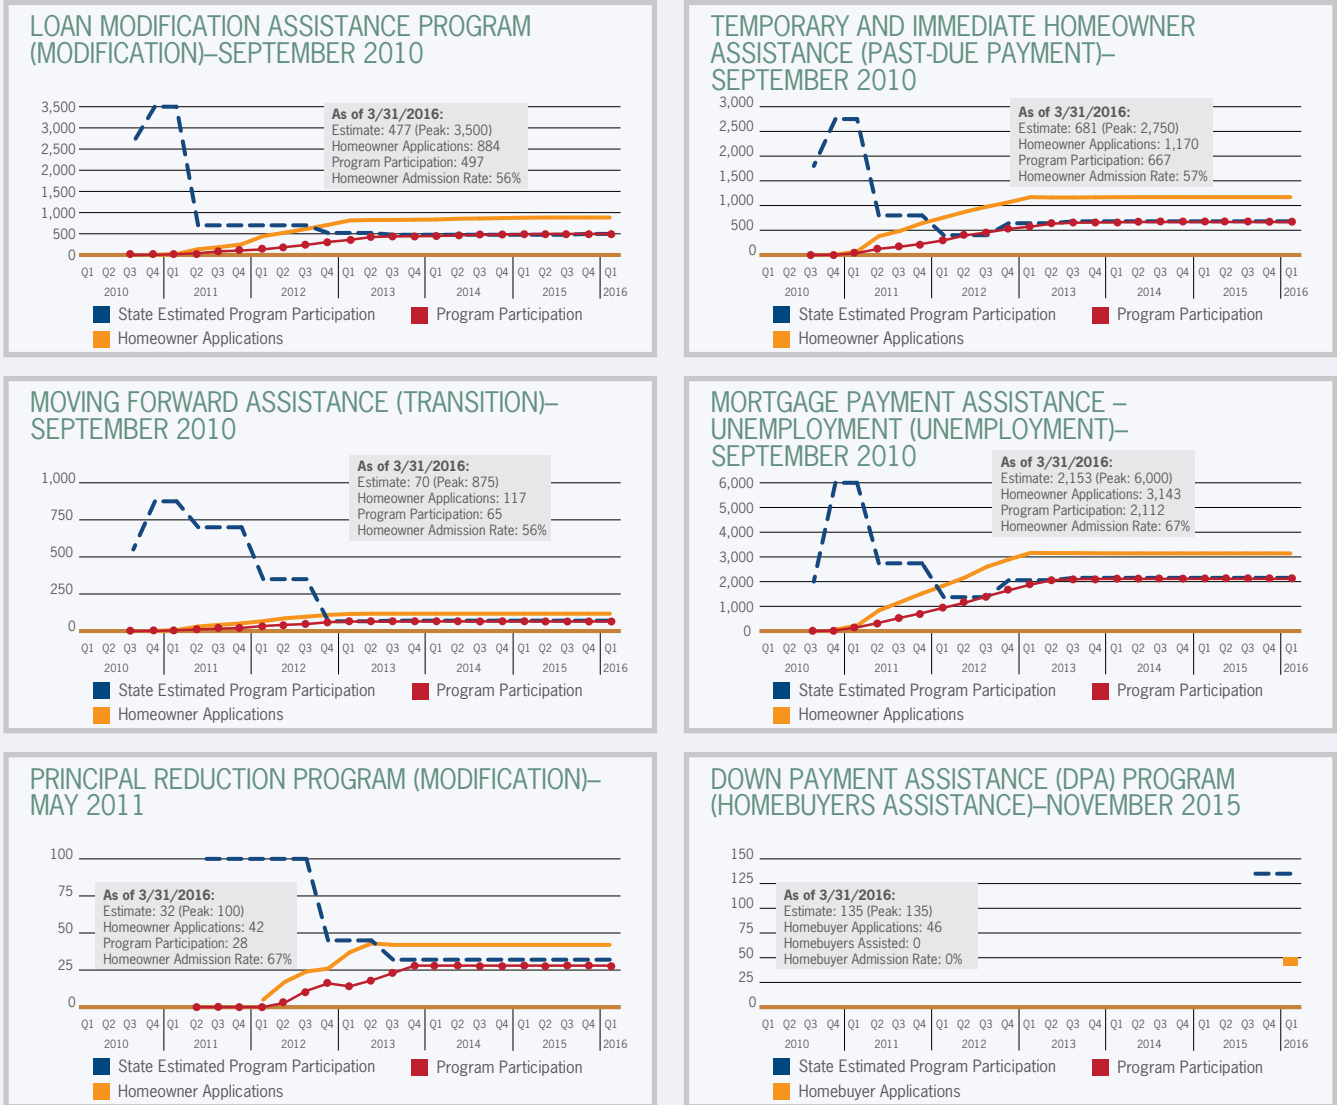 LOAN MODIFICATION ASSISTANCE PROGRAM
(MODIFICATION)–SEPTEMBER 2010
3,500
3,000
2,500
2,000
1,500
1,000
500
0
As of 3/31/2016:
Estimate: 477 (Peak: 3,500)
Homeowner Applications: 884
Program Participation: 497
Homeowner Admission Rate: 56%
Q1 Q2 Q3 Q4 Q1 Q2 Q3 Q4 Q1 Q2 Q3 Q4 Q1 Q2 Q3 Q4 Q1 Q2 Q3 Q4 Q1 Q2 Q3 Q4 Q1
2010 2011 2012 2013 2014 2015 2016
State Estimated Program Participation Program Participation
Homeowner Applications
TEMPORARY AND IMMEDIATE HOMEOWNER
ASSISTANCE (PAST-DUE PAYMENT)–
SEPTEMBER 2010
3,000
2,500
2,000
1,500
1,000
500
0
As of 3/31/2016:
Estimate: 681 (Peak: 2,750)
Homeowner Applications: 1,170
Program Participation: 667
Homeowner Admission Rate: 57%
Q1 Q2 Q3 Q4 Q1 Q2 Q3 Q4 Q1 Q2 Q3 Q4 Q1 Q2 Q3 Q4 Q1 Q2 Q3 Q4 Q1 Q2 Q3 Q4 Q1
2010 2011 2012 2013 2014 2015 2016
State Estimated Program Participation Program Participation
Homeowner Applications
MOVING FORWARD ASSISTANCE (TRANSITION)–
SEPTEMBER 2010
1,000
750
500
250
0
As of 3/31/2016:
Estimate: 70 (Peak: 875)
Homeowner Applications: 117
Program Participation: 65
Homeowner Admission Rate: 56%
Q1 Q2 Q3 Q4 Q1 Q2 Q3 Q4 Q1 Q2 Q3 Q4 Q1 Q2 Q3 Q4 Q1 Q2 Q3 Q4 Q1 Q2 Q3 Q4 Q1
2010 2011 2012 2013 2014 2015 2016
State Estimated Program Participation Program Participation
Homeowner Applications
MORTGAGE PAYMENT ASSISTANCE –
UNEMPLOYMENT (UNEMPLOYMENT)–
SEPTEMBER 2010
6,000
5,000
4,000
3,000
2,000
1,000
0
As of 3/31/2016:
Estimate: 2,153 (Peak: 6,000)
Homeowner Applications: 3,143
Program Participation: 2,112
Homeowner Admission Rate: 67%
Q1 Q2 Q3 Q4 Q1 Q2 Q3 Q4 Q1 Q2 Q3 Q4 Q1 Q2 Q3 Q4 Q1 Q2 Q3 Q4 Q1 Q2 Q3 Q4 Q1
2010 2011 2012 2013 2014 2015 2016
State Estimated Program Participation Program Participation
Homeowner Applications
PRINCIPAL REDUCTION PROGRAM (MODIFICATION)–
MAY 2011
100
75
50
25
0
As of 3/31/2016:
Estimate: 32 (Peak: 100)
Homeowner Applications: 42
Program Participation: 28
Homeowner Admission Rate: 67%
Q1 Q2 Q3 Q4 Q1 Q2 Q3 Q4 Q1 Q2 Q3 Q4 Q1 Q2 Q3 Q4 Q1 Q2 Q3 Q4 Q1 Q2 Q3 Q4 Q1
2010 2011 2012 2013 2014 2015 2016
State Estimated Program Participation Program Participation
Homeowner Applications
DOWN PAYMENT ASSISTANCE (DPA) PROGRAM
(HOMEBUYERS ASSISTANCE)–NOVEMBER 2015
150
125
100
75
50
25
0
As of 3/31/2016:
Estimate: 135 (Peak: 135)
Homebuyer Applications: 46
Homebuyers Assisted: 0
Homebuyer Admission Rate: 0%
Q1 Q2 Q3 Q4 Q1 Q2 Q3 Q4 Q1 Q2 Q3 Q4 Q1 Q2 Q3 Q4 Q1 Q2 Q3 Q4 Q1 Q2 Q3 Q4 Q1
2010 2011 2012 2013 2014 2015 2016
State Estimated Program Participation Program Participation
Homebuyer Applications